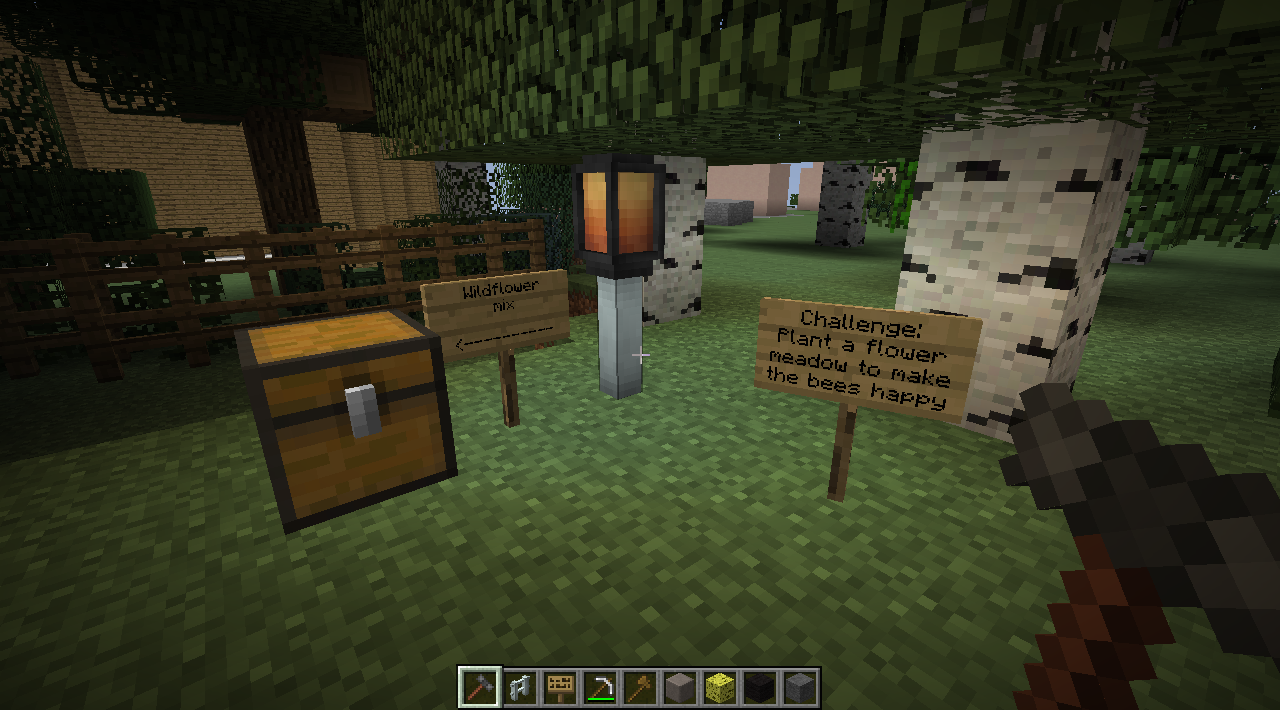 Wildflower
mix
<---------
Challenge:
Plant a flower
meadow to make
the bees happy